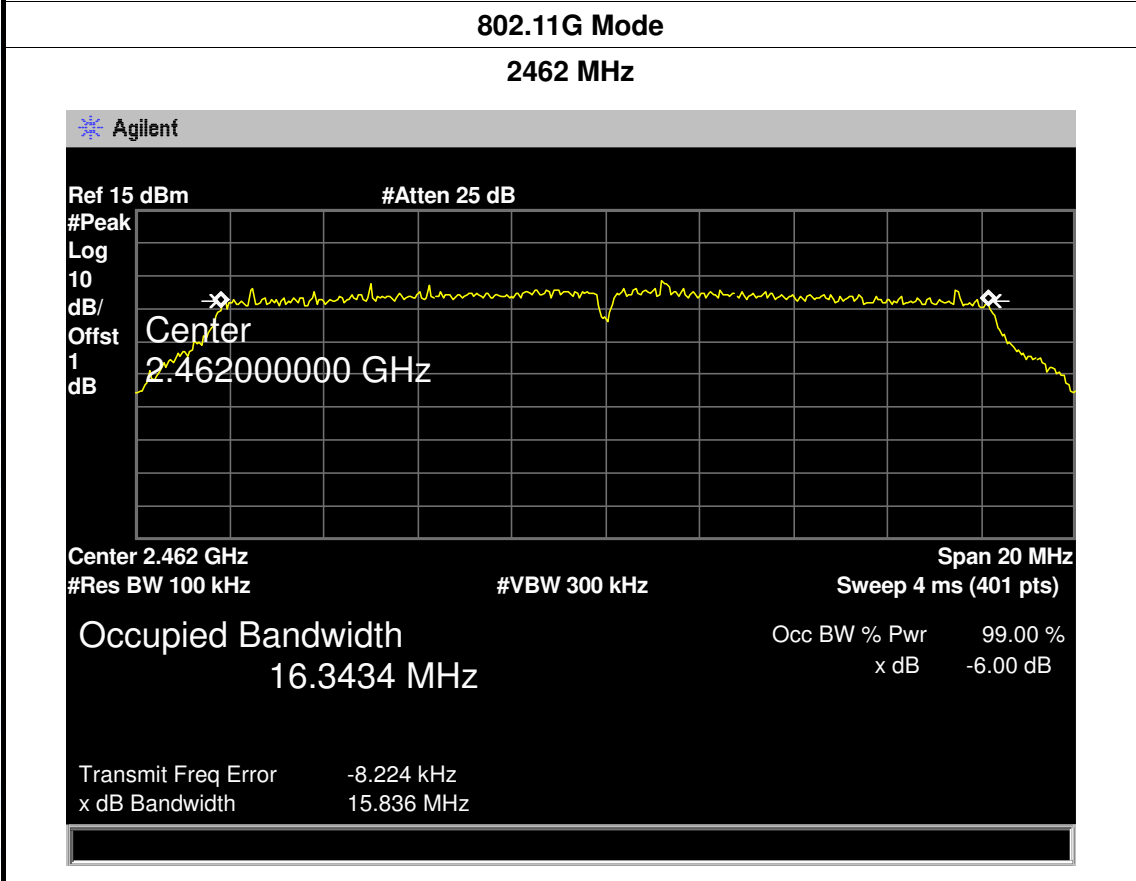 802.11G Mode
2462 MHz
Agilent
Ref 15 dBm #Atten 25 dB
#Peak
Log
10
dB/
Offst
1
dB
Center
2.462000000 GHz
Center 2.462 GHz Span 20 MHz
#Res BW 100 kHz #VBW 300 kHz Sweep 4 ms (401 pts)
Occupied Bandwidth
16.3434 MHz
Occ BW % Pwr 99.00 %
x dB -6.00 dB
Transmit Freq Error -8.224 kHz
x dB Bandwidth 15.836 MHz